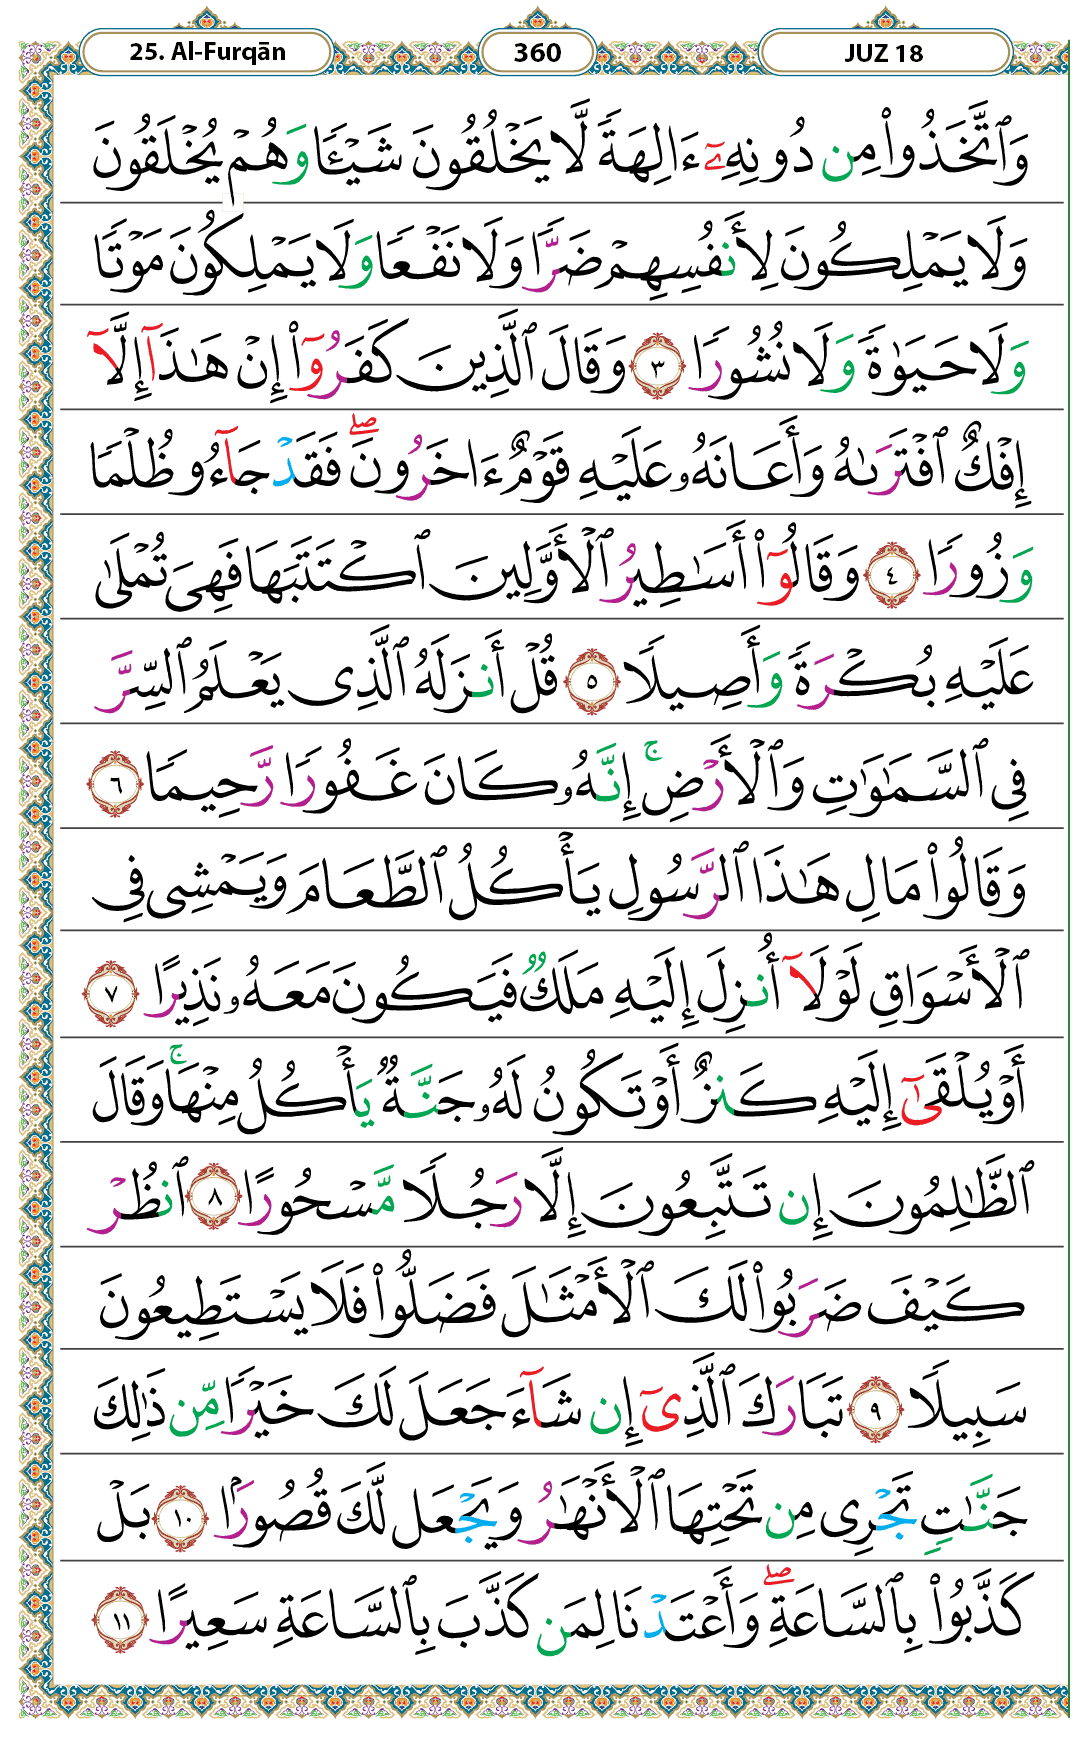 25. Al-Furqān 360 JUZ 18
وَٱتَّخَذُوا۟ مِن دُونِهِۦٓ ءَالِهَةً لَّا يَخْلُقُونَ شَيْـًٔا وَهُمْ يُخْلَقُونَ
وَلَا يَمْلِكُونَ لِأَنفُسِهِمْ ضَرًّا وَلَا نَفْعًا وَلَا يَمْلِكُونَ مَوْتًا
وَلَا حَيَوٰةً وَلَا نُشُورًا ٣ وَقَالَ ٱلَّذِينَ كَفَرُوٓا۟ إِنْ هَـٰذَآ إِلَّآ
إِفْكٌ ٱفْتَرَىٰهُ وَأَعَانَهُۥ عَلَيْهِ قَوْمٌ ءَاخَرُونَ ۖ فَقَدْ جَآءُو ظُلْمًا
وَزُورًا ٤ وَقَالُوٓا۟ أَسَـٰطِيرُ ٱلْأَوَّلِينَ ٱكْتَتَبَهَا فَهِىَ تُمْلَىٰ
عَلَيْهِ بُكْرَةً وَأَصِيلًا ٥ قُلْ أَنزَلَهُ ٱلَّذِى يَعْلَمُ ٱلسِّرَّ
فِى ٱلسَّمَـٰوَٰتِ وَٱلْأَرْضِ ۚ إِنَّهُۥ كَانَ غَفُورًا رَّحِيمًا ٦
وَقَالُوا۟ مَالِ هَـٰذَا ٱلرَّسُولِ يَأْكُلُ ٱلطَّعَامَ وَيَمْشِى فِى
ٱلْأَسْوَاقِ لَوْلَآ أُنزِلَ إِلَيْهِ مَلَكٌ فَيَكُونَ مَعَهُۥ نَذِيرًا ٧
أَوْ يُلْقَىٰٓ إِلَيْهِ كَنزٌ أَوْ تَكُونُ لَهُۥ جَنَّةٌ يَأْكُلُ مِنْهَا ۚ وَقَالَ
ٱلظَّـٰلِمُونَ إِن تَتَّبِعُونَ إِلَّا رَجُلًا مَّسْحُورًا ٨ ٱنظُرْ
كَيْفَ ضَرَبُوا۟ لَكَ ٱلْأَمْثَـٰلَ فَضَلُّوا۟ فَلَا يَسْتَطِيعُونَ
سَبِيلًا ٩ تَبَارَكَ ٱلَّذِىٓ إِن شَآءَ جَعَلَ لَكَ خَيْرًا مِّن ذَٰلِكَ
جَنَّـٰتٍ تَجْرِى مِن تَحْتِهَا ٱلْأَنْهَـٰرُ وَيَجْعَل لَّكَ قُصُورًۢا ١٠ بَلْ
كَذَّبُوا۟ بِٱلسَّاعَةِ ۖ وَأَعْتَدْنَا لِمَن كَذَّبَ بِٱلسَّاعَةِ سَعِيرًا ١١